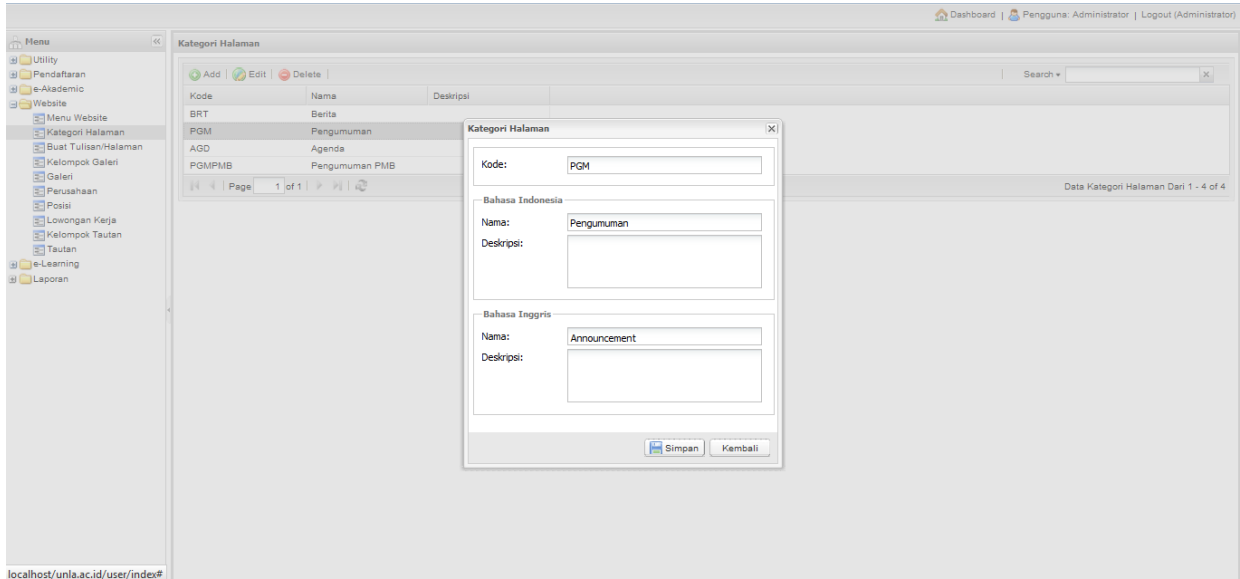 Dashboard | Pengguna: Administrator | Logout (Administrator)
Menu
Utility
Pendaftaran
e-Akademic
Website
Menu Website
Kategori Halaman
Buat Tulisan/Halaman
Kelompok Galeri
Galeri
Perusahaan
Posisi
Lowongan Kerja
Kelompok Tautan
Tautan
e-Learning
Laporan
Kategori Halaman
Add | Edit | Delete | | Search
Kode Nama Deskripsi
BRT Berita
PGM Pengumuman
AGD Agenda
PGMPMB Pengumuman PMB
| Page 1 of 1 | | Data Kategori Halaman Dari 1 - 4 of 4
Kategori Halaman
Kode: PGM
Bahasa Indonesia
Nama: Pengumuman
Deskripsi:
Bahasa Inggris
Nama: Announcement
Deskripsi:
Simpan Kembali
localhost/unla.ac.id/user/index#